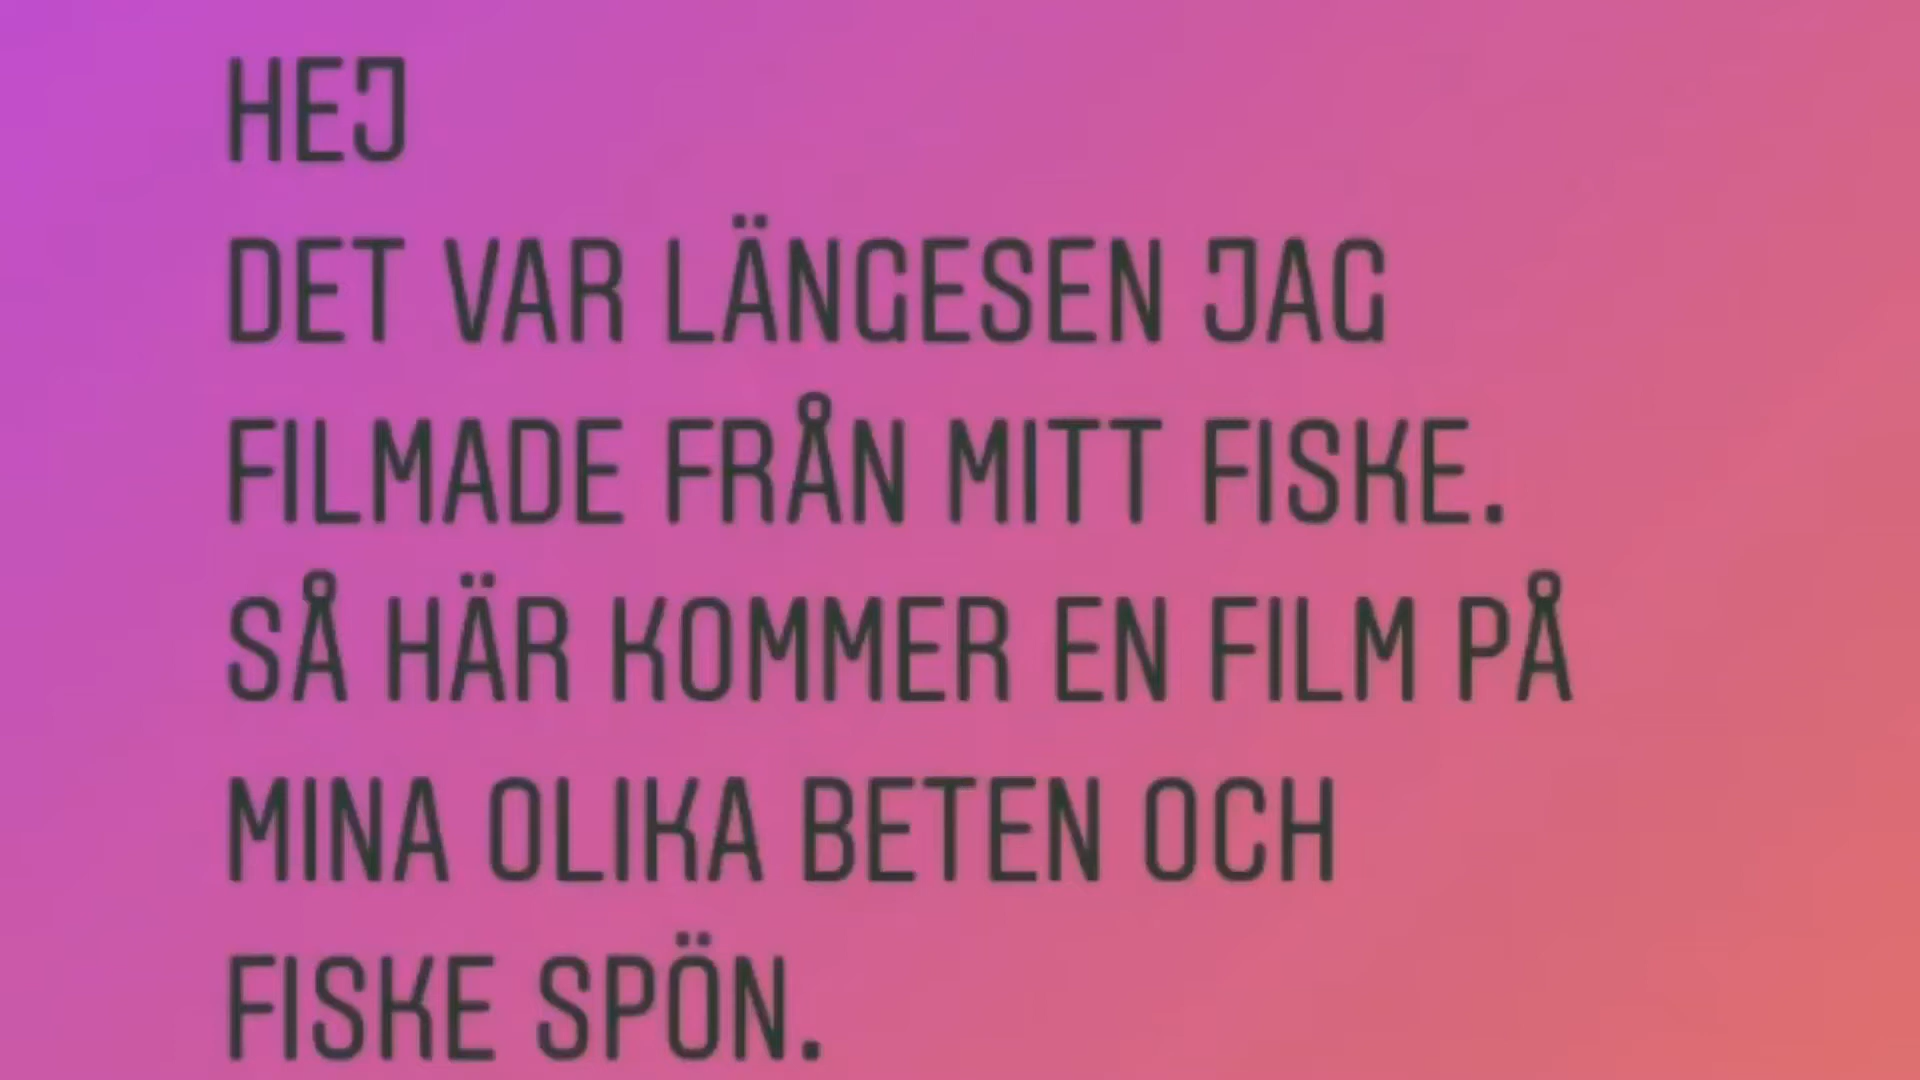 HEJ
DET VAR LÄNGESEN JAG
FILMADE FRÅN MITT FISKE.
SÅ HÄR KOMMER EN FILM PÅ
MINA OLIKA BETEN OCH
FISKE SPÖN.